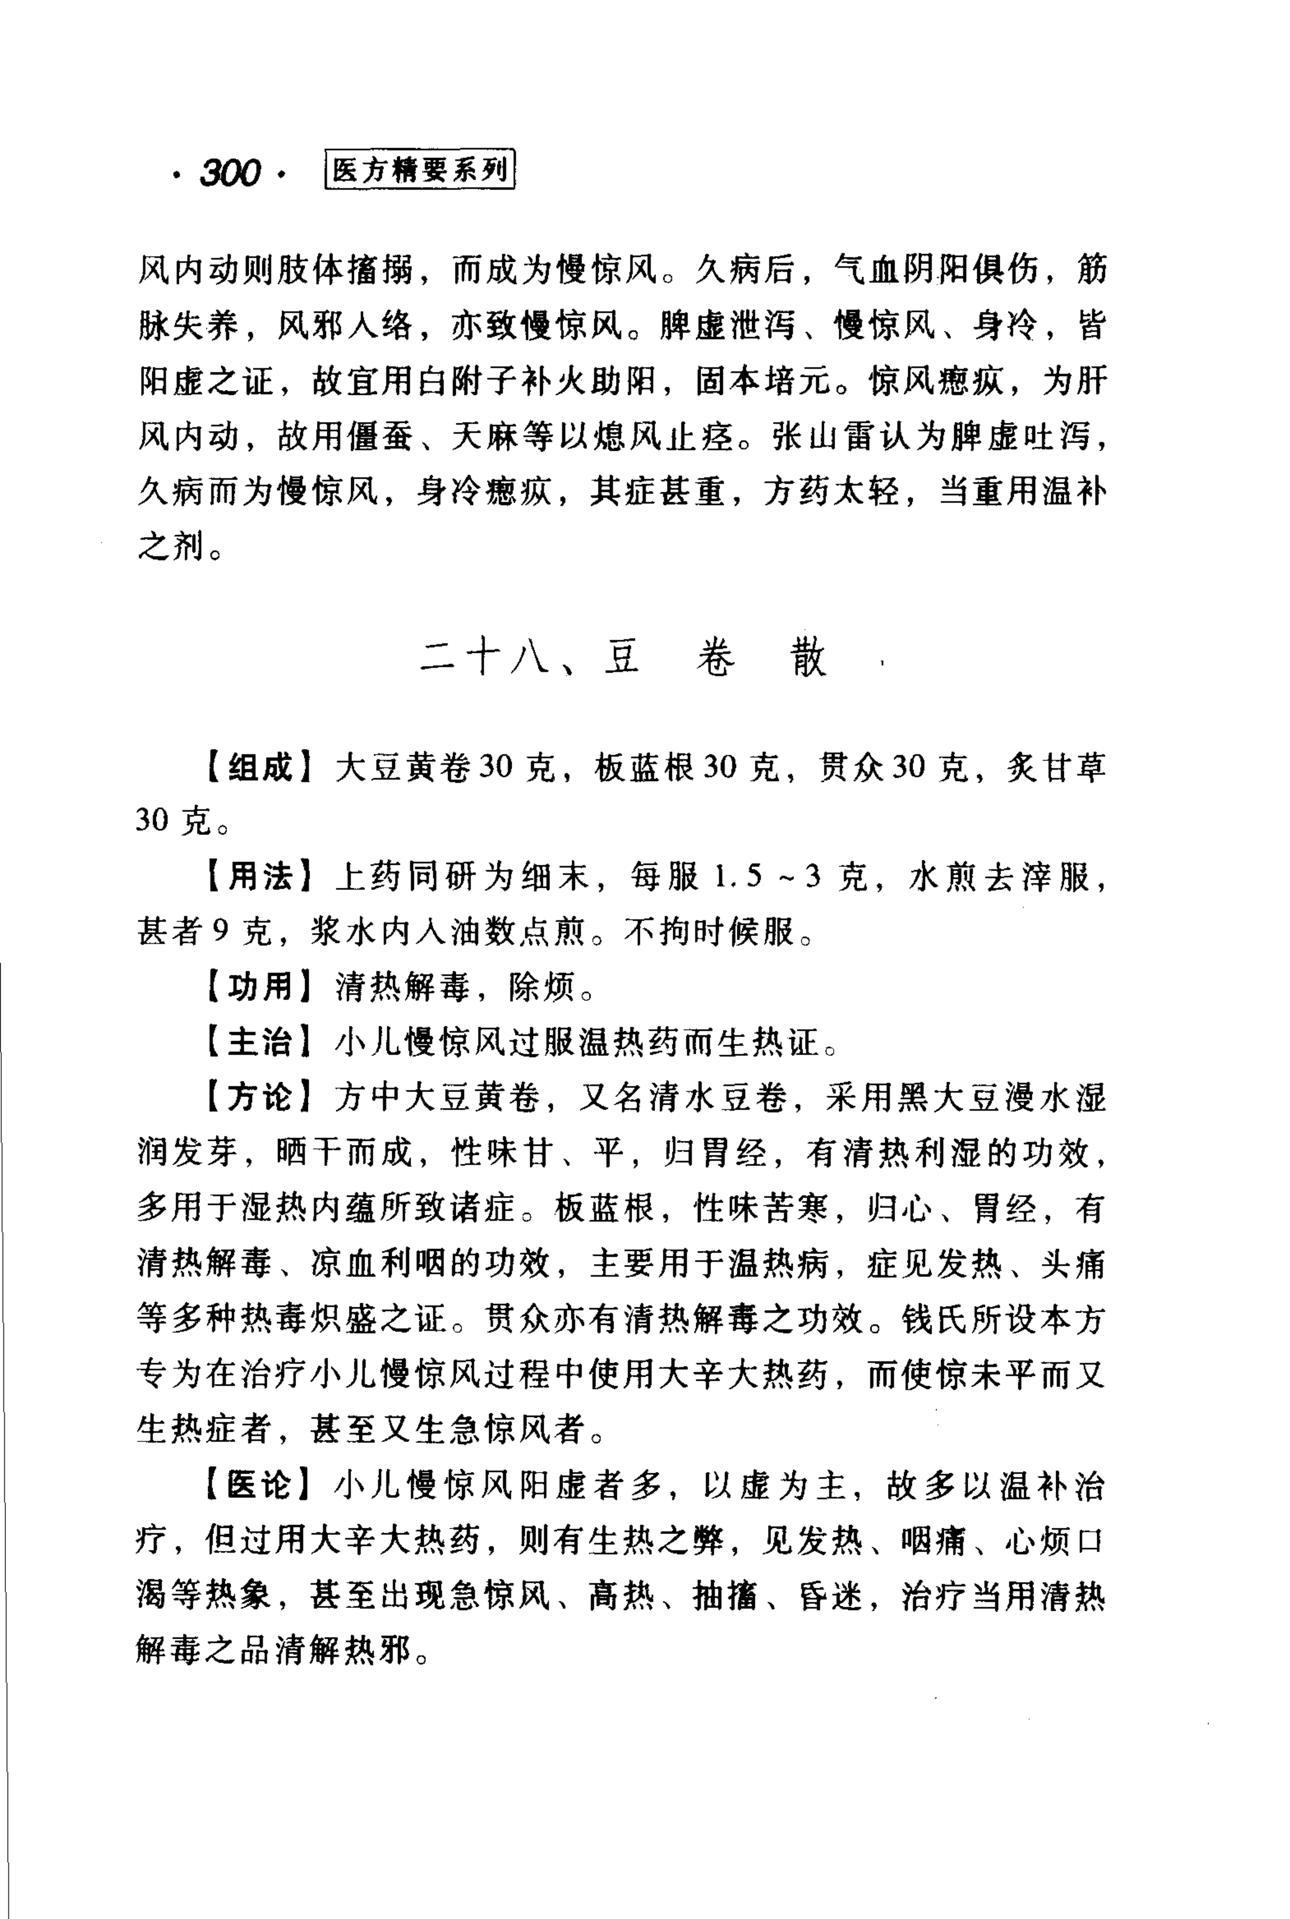 ·300· 医方精要系列
风内动则肢体搐搦，而成为慢惊风。久病后，气血阴阳俱伤，筋
脉失养，风邪入络，亦致慢惊风。脾虚泄泻、慢惊风、身冷，皆
阳虚之证，故宜用白附子补火助阳，固本培元。惊风瘛疭，为肝
风内动，故用僵蚕、天麻等以熄风止痉。张山雷认为脾虚吐泻，
久病而为慢惊风，身冷瘛疭，其症甚重，方药太轻，当重用温补
之剂。
二十八、豆 卷 散
【组成】大豆黄卷30克，板蓝根30克，贯众30克，炙甘草
30克。
【用法】上药同研为细末，每服1.5~3克，水煎去滓服，
甚者9克，浆水内入油数点煎。不拘时候服。
【功用】清热解毒，除烦。
【主治】小儿慢惊风过服温热药而生热证。
【方论】方中大豆黄卷，又名清水豆卷，采用黑大豆漫水湿
润发芽，晒干而成，性味甘、平，归胃经，有清热利湿的功效，
多用于湿热内蕴所致诸症。板蓝根，性味苦寒，归心、胃经，有
清热解毒、凉血利咽的功效，主要用于温热病，症见发热、头痛
等多种热毒炽盛之证。贯众亦有清热解毒之功效。钱氏所设本方
专为在治疗小儿慢惊风过程中使用大辛大热药，而使惊未平而又
生热症者，甚至又生急惊风者。
【医论】小儿慢惊风阳虚者多，以虚为主，故多以温补治
疗，但过用大辛大热药，则有生热之弊，见发热、咽痛、心烦口
渴等热象，甚至出现急惊风、高热、抽搐、昏迷，治疗当用清热
解毒之品清解热邪。